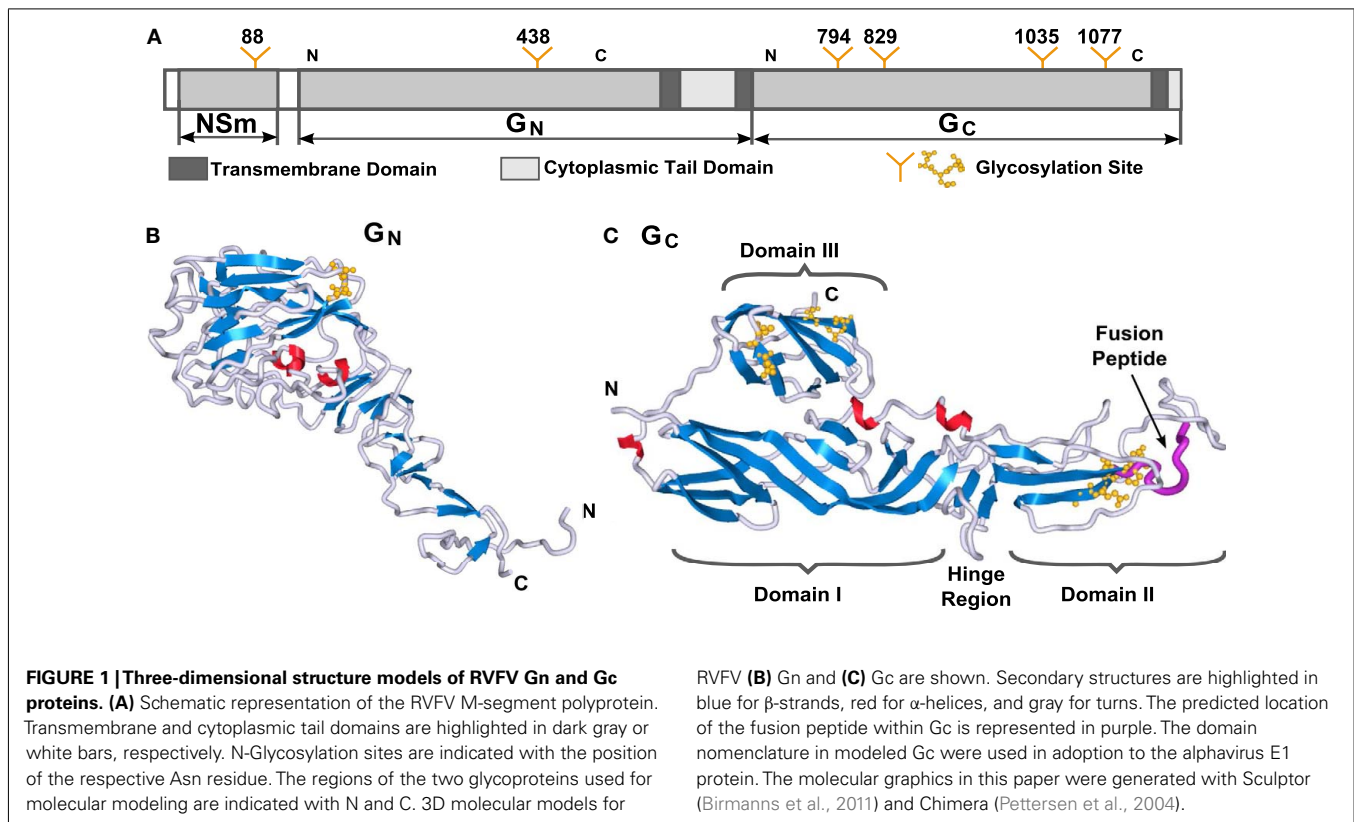 A
88
438
794
829
1035
1077
N
C
N
C
NSm
GN
GC
Transmembrane Domain
Cytoplasmic Tail Domain
Glycosylation Site
B
GN
N
C
C
GC
Domain III
C
N
Fusion
Peptide
Domain I
Hinge
Region
Domain II
FIGURE 1 | Three-dimensional structure models of RVFV Gn and Gc
proteins. (A) Schematic representation of the RVFV M-segment polyprotein.
Transmembrane and cytoplasmic tail domains are highlighted in dark gray or
white bars, respectively. N-Glycosylation sites are indicated with the position
of the respective Asn residue. The regions of the two glycoproteins used for
molecular modeling are indicated with N and C. 3D molecular models for
RVFV (B) Gn and (C) Gc are shown. Secondary structures are highlighted in
blue for β-strands, red for α-helices, and gray for turns. The predicted location
of the fusion peptide within Gc is represented in purple. The domain
nomenclature in modeled Gc were used in adoption to the alphavirus E1
protein. The molecular graphics in this paper were generated with Sculptor
(Birmanns et al., 2011) and Chimera (Pettersen et al., 2004).